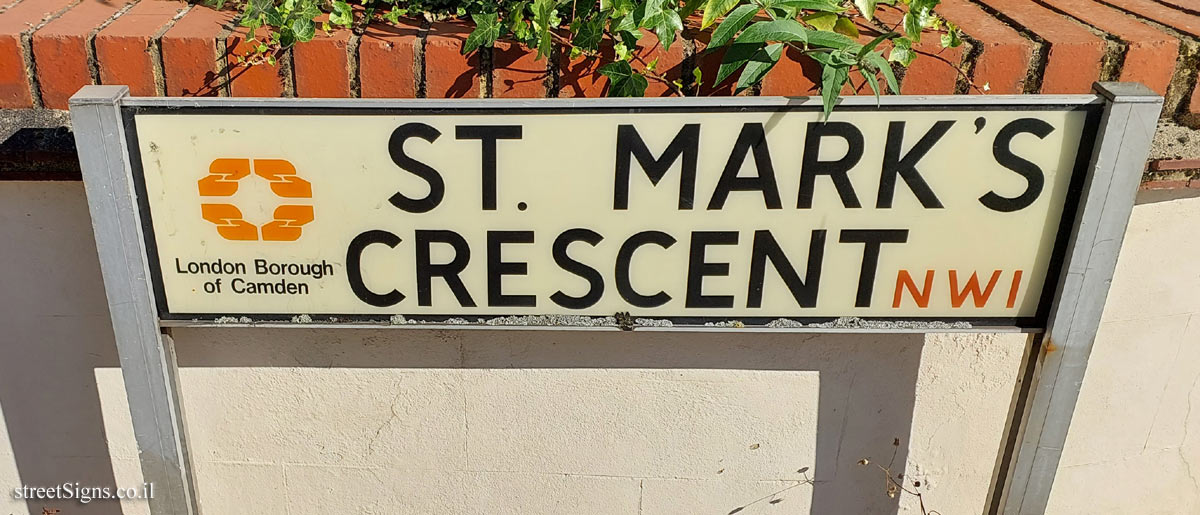 ST. MARK'S
CRESCENT NW1
London Borough
of Camden
streetSigns.co.il